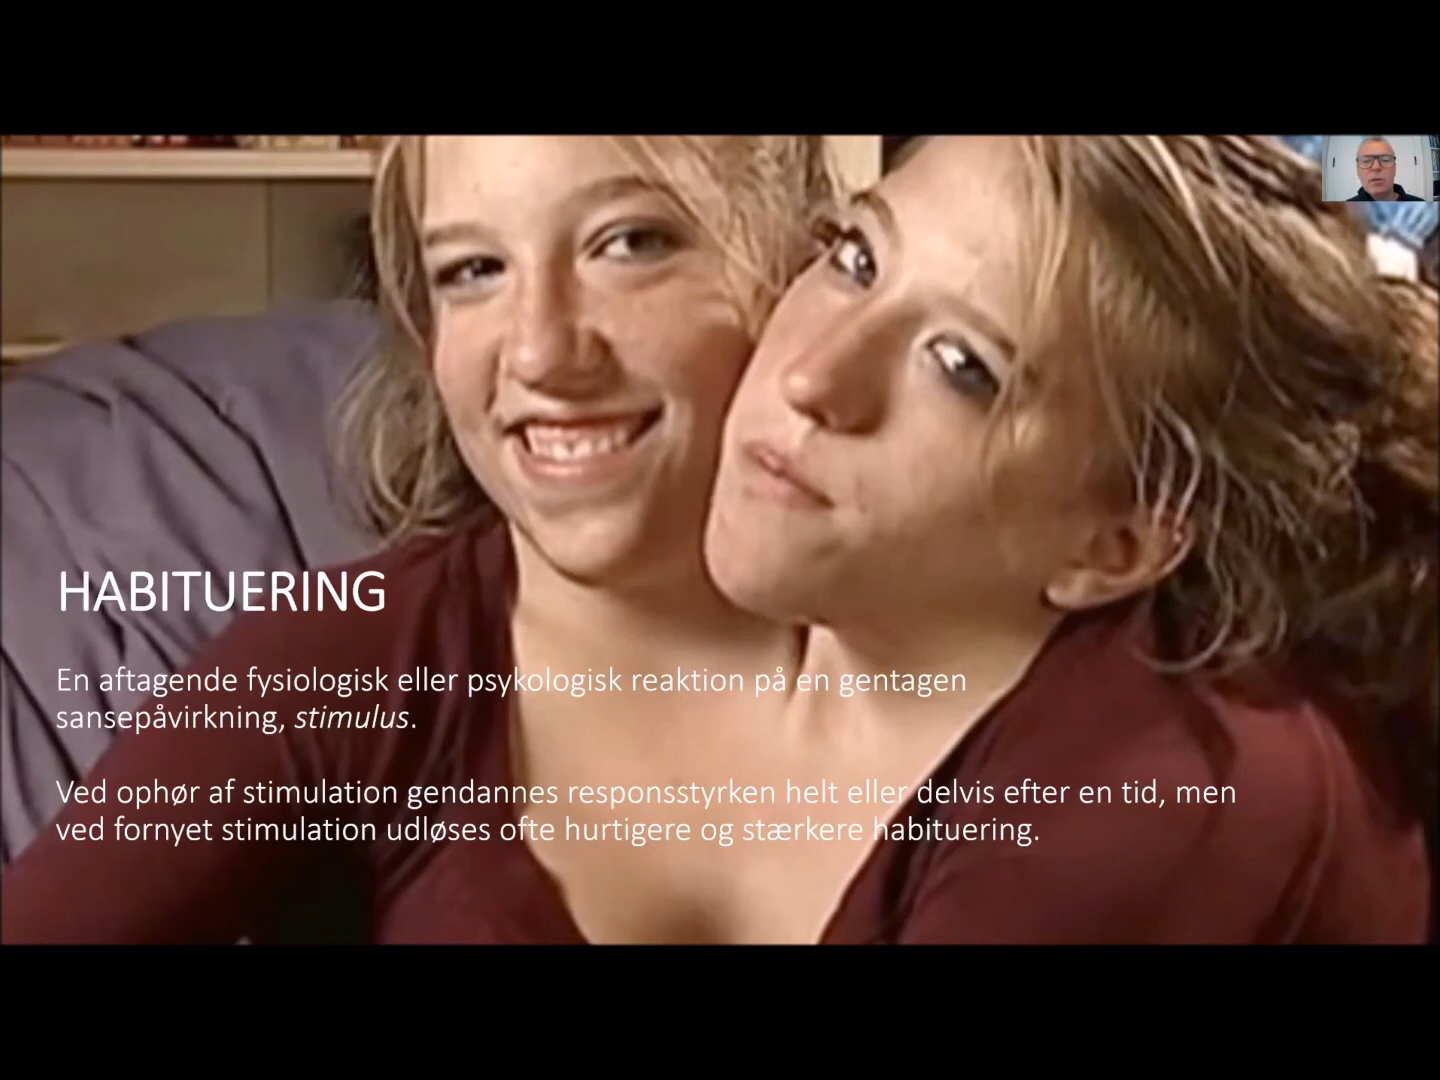 HABITUERING
En aftagende fysiologisk eller psykologisk reaktion på en gentagen
sansepåvirkning, stimulus.
Ved ophør af stimulation gendannes responsstyrken helt eller delvis efter en tid, men
ved fornyet stimulation udløses ofte hurtigere og stærkere habituering.